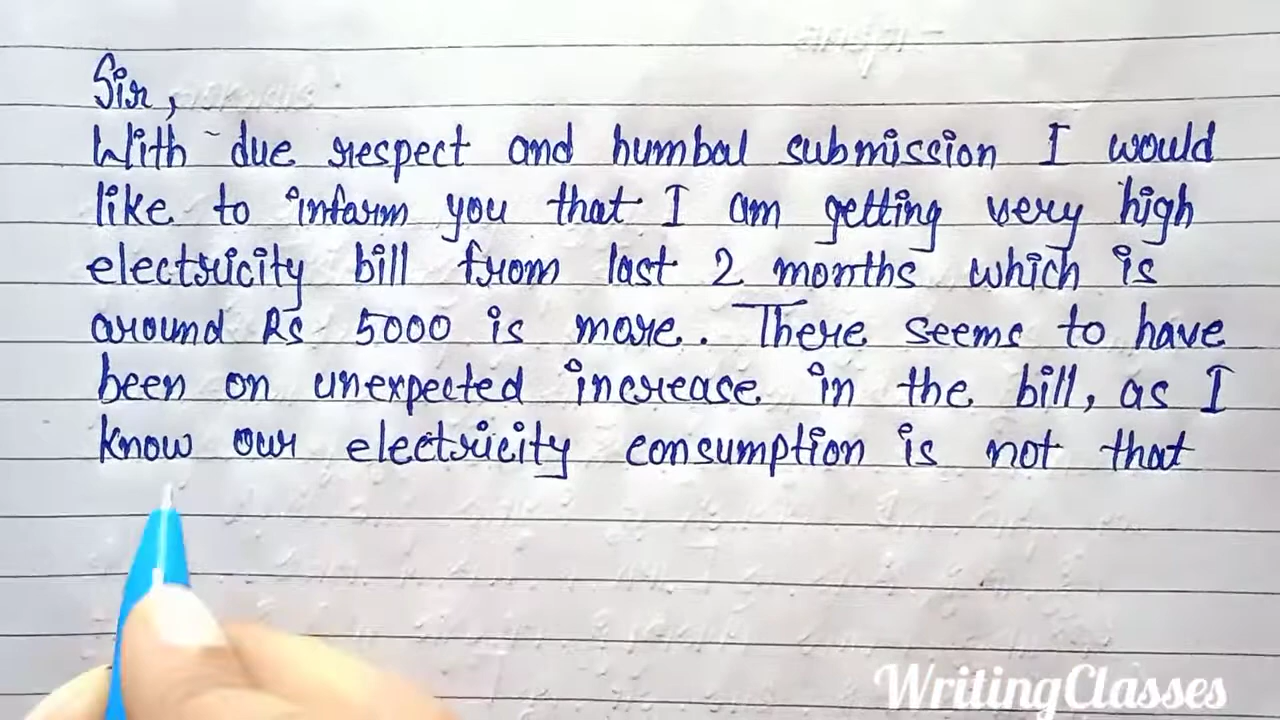 Sir,
With due respect and humbal submission I would
like to infarm you that I am getting very high
electricity bill from last 2 months which is
around Rs 5000 is more. There seems to have
been on unexpected increase in the bill, as I
know our electricity consumption is not that
WritingClasses